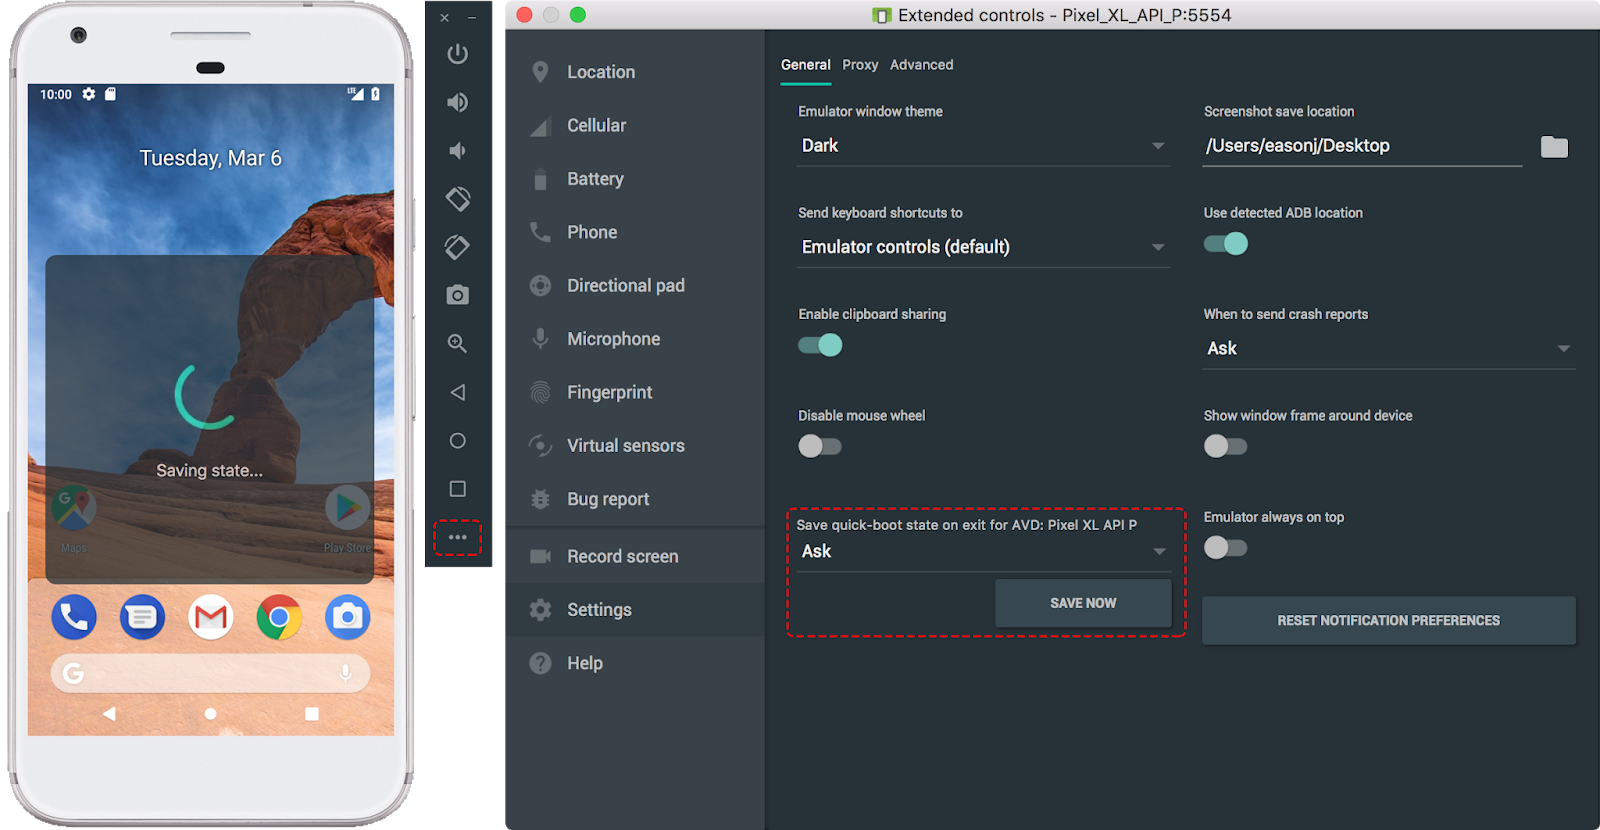 10:00
LTE
Tuesday, Mar 6
Saving state...
G
Maps
Play Store
G
Extended controls - Pixel_XL_API_P:5554
Location
Cellular
Battery
Phone
Directional pad
Microphone
Fingerprint
Virtual sensors
Bug report
Record screen
Settings
Help
General Proxy Advanced
Emulator window theme
Dark
Send keyboard shortcuts to
Emulator controls (default)
Enable clipboard sharing
Disable mouse wheel
Save quick-boot state on exit for AVD: Pixel XL API P
Ask
SAVE NOW
Screenshot save location
/Users/easonj/Desktop
Use detected ADB location
When to send crash reports
Ask
Show window frame around device
Emulator always on top
RESET NOTIFICATION PREFERENCES